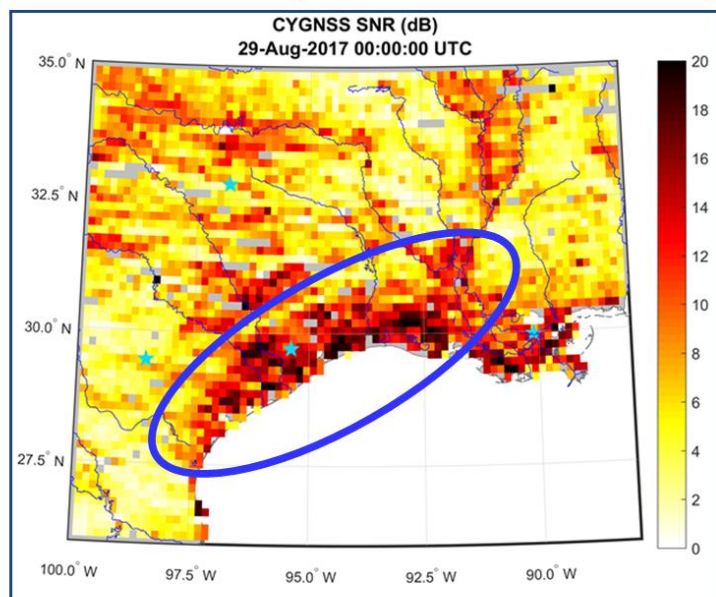 CYGNSS SNR (dB)
29-Aug-2017 00:00:00 UTC
35.0° N
32.5° N
30.0° N
27.5° N
100.0° W
97.5° W
95.0° W
92.5° W
90.0° W
20
18
16
14
12
10
8
6
4
2
0